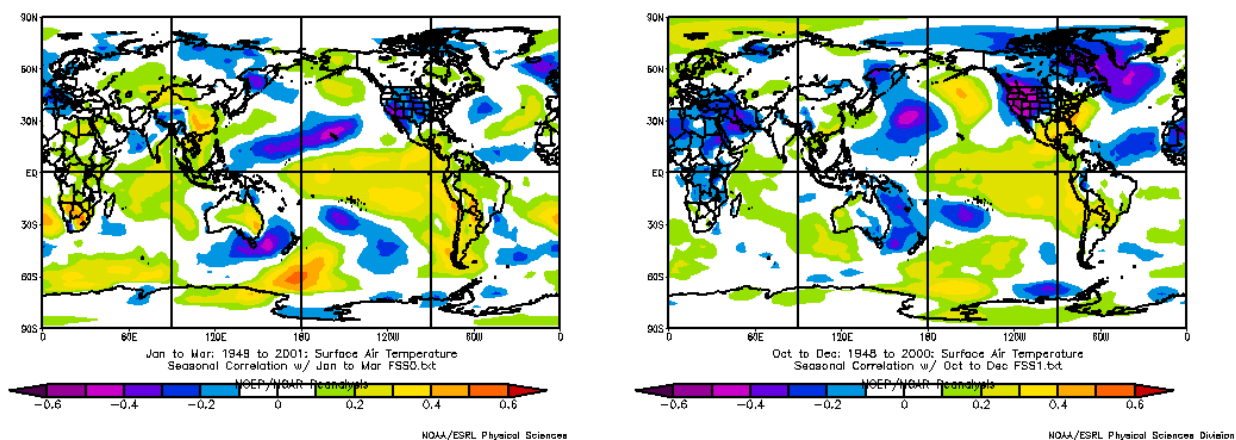 90N
60N
30N
EQ
30S
60S
90S
0
60E
120E
180
120W
60W
0
Jan to Mar: 1949 to 2001: Surface Air Temperature
Seasonal Correlation w/ Jan to Mar FSS0.txt
NCEP/NCAR Reanalysis
-0.6
-0.4
-0.2
0
0.2
0.4
0.6
NOAA/ESRL Physical Sciences
90N
60N
30N
EQ
30S
60S
90S
0
60E
120E
180
120W
60W
0
Oct to Dec: 1948 to 2000: Surface Air Temperature
Seasonal Correlation w/ Oct to Dec FSS1.txt
NCEP/NCAR Reanalysis
-0.6
-0.4
-0.2
0
0.2
0.4
0.6
NOAA/ESRL Physical Sciences Division